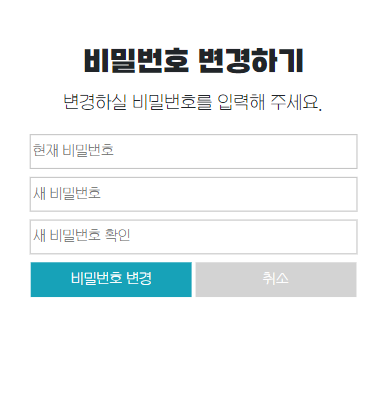 비밀번호 변경하기
변경하실 비밀번호를 입력해 주세요.
현재 비밀번호
새 비밀번호
새 비밀번호 확인
비밀번호 변경 취소